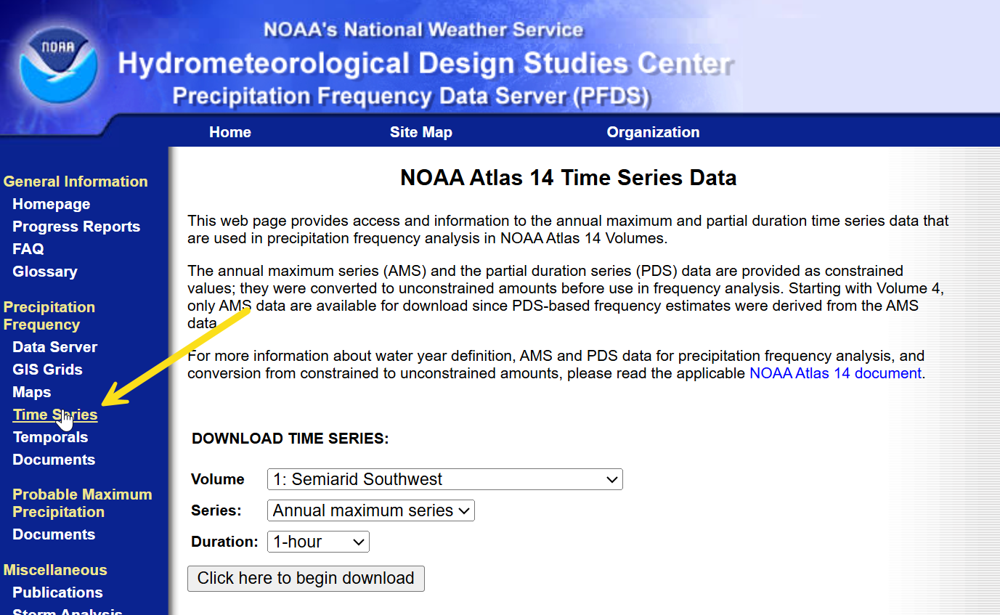 NOAA
NOAA's National Weather Service
Hydrometeorological Design Studies Center
Precipitation Frequency Data Server (PFDS)
Home Site Map Organization
General Information
Homepage
Progress Reports
FAQ
Glossary
Precipitation
Frequency
Data Server
GIS Grids
Maps
Time Series
Temporals
Documents
Probable Maximum
Precipitation
Documents
Miscellaneous
Publications
Storm Analysis
NOAA Atlas 14 Time Series Data
This web page provides access and information to the annual maximum and partial duration time series data that
are used in precipitation frequency analysis in NOAA Atlas 14 Volumes.
The annual maximum series (AMS) and the partial duration series (PDS) data are provided as constrained
values; they were converted to unconstrained amounts before use in frequency analysis. Starting with Volume 4,
only AMS data are available for download since PDS-based frequency estimates were derived from the AMS
data.
For more information about water year definition, AMS and PDS data for precipitation frequency analysis, and
conversion from constrained to unconstrained amounts, please read the applicable NOAA Atlas 14 document.
DOWNLOAD TIME SERIES:
Volume 1: Semiarid Southwest
Series: Annual maximum series
Duration: 1-hour
Click here to begin download